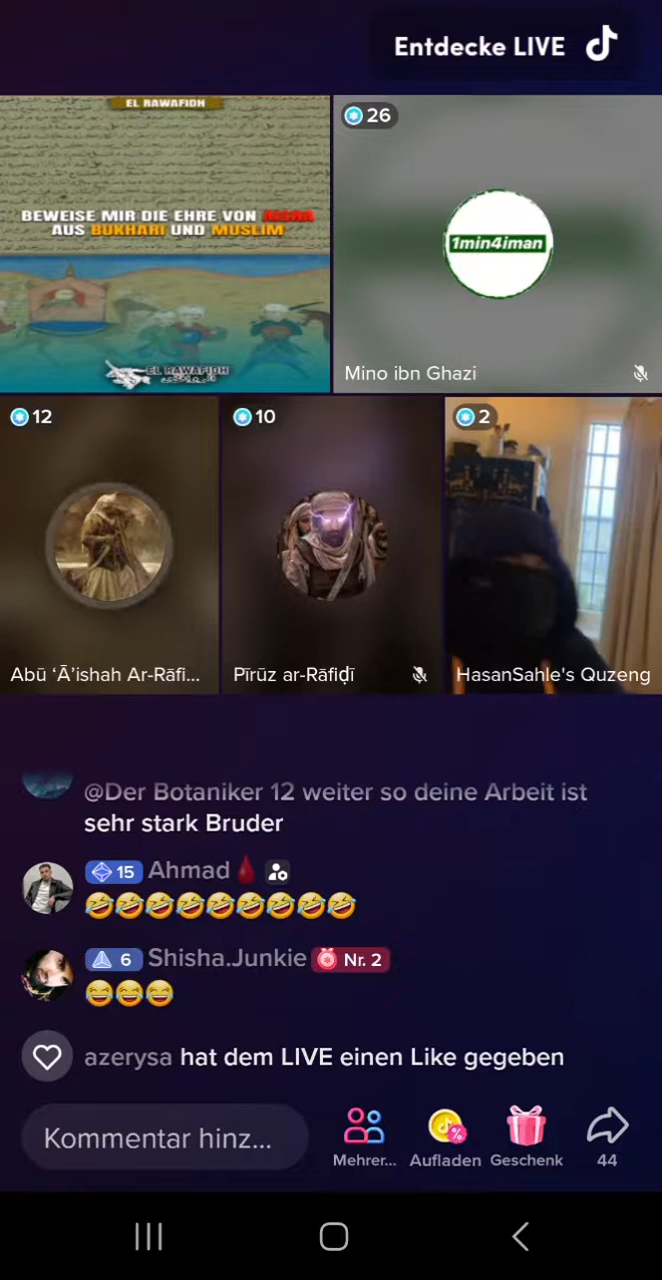 Entdecke LIVE
EL RAWAFIDH
BEWEISE MIR DIE EHRE VON AISHA
AUS BUKHARI UND MUSLIM
EL RAWAFIDH
26
1min4iman
Mino ibn Ghazi
12
Abū ‘Ā’ishah Ar-Rāfi...
10
Pīrūz ar-Rāfiḍī
2
HasanSahle's Quzeng
@Der Botaniker 12 weiter so deine Arbeit ist
sehr stark Bruder
15 Ahmad🩸
🤣🤣🤣🤣🤣🤣🤣🤣🤣
6 Shisha.Junkie Nr. 2
😂😂😂
azerysa hat dem LIVE einen Like gegeben
Kommentar hinz...
Mehrer...
Aufladen
Geschenk
44